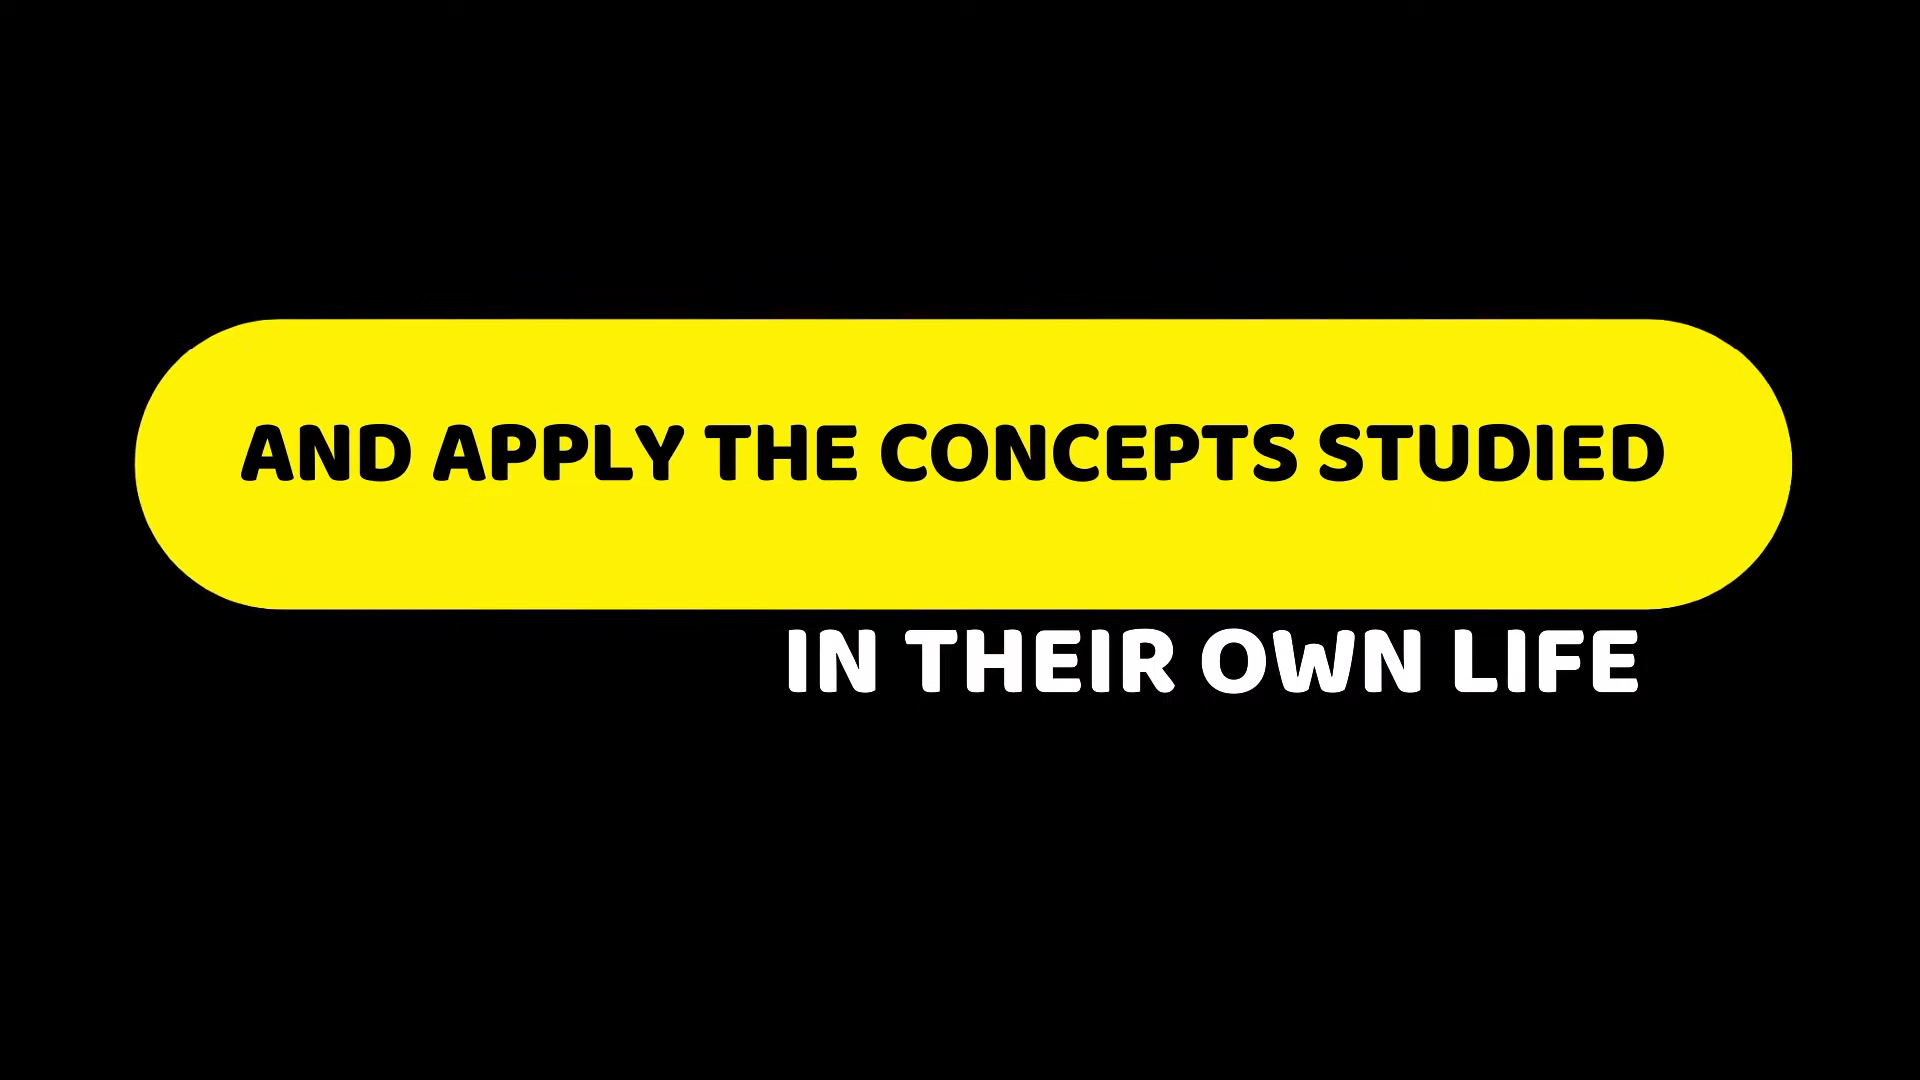 AND APPLY THE CONCEPTS STUDIED
IN THEIR OWN LIFE